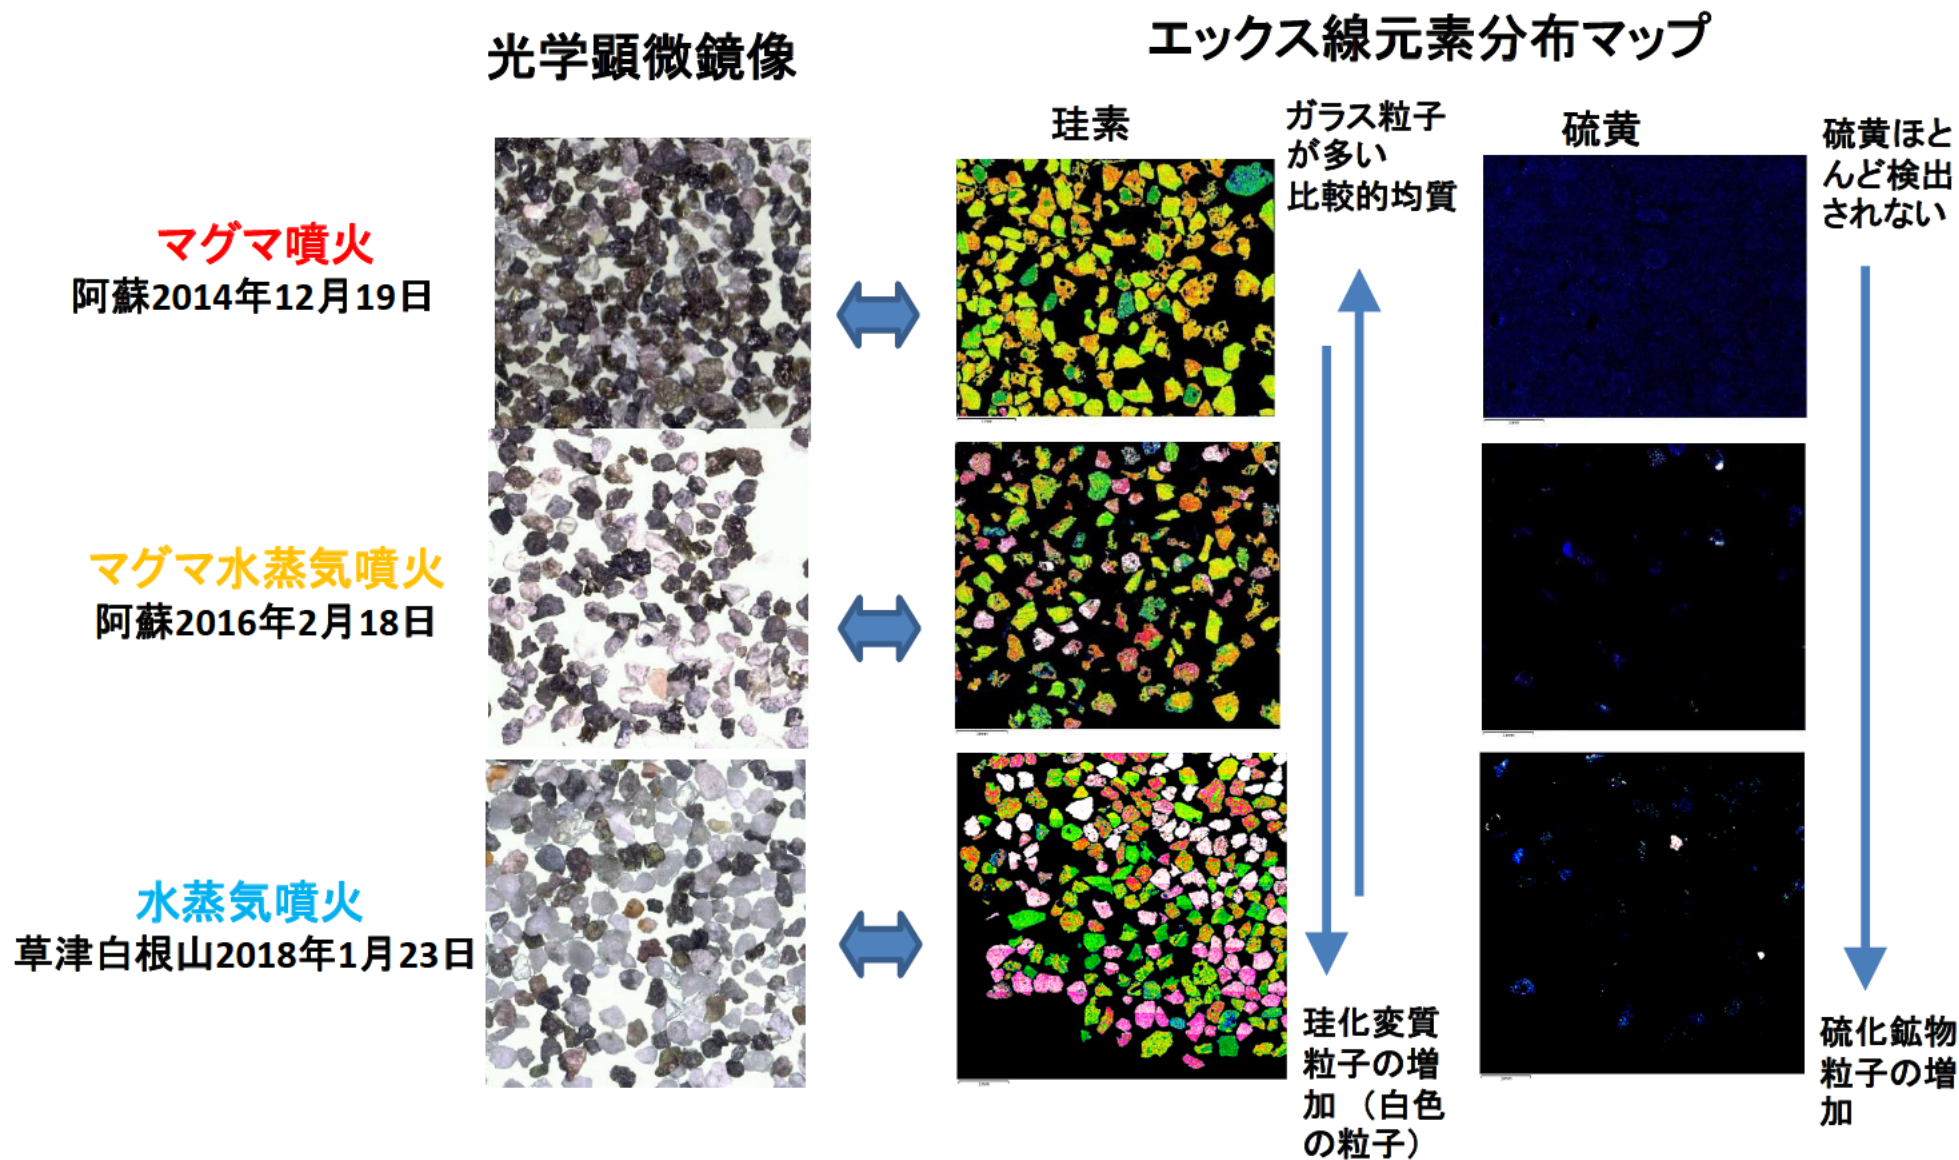 光学顕微鏡像
エックス線元素分布マップ
珪素
ガラス粒子
が多い
比較的均質
硫黄
硫黄ほと
んど検出
されない
マグマ噴火
阿蘇2014年12月19日
マグマ水蒸気噴火
阿蘇2016年2月18日
水蒸気噴火
草津白根山2018年1月23日
珪化変質
粒子の増
加（白色
の粒子）
硫化鉱物
粒子の増
加